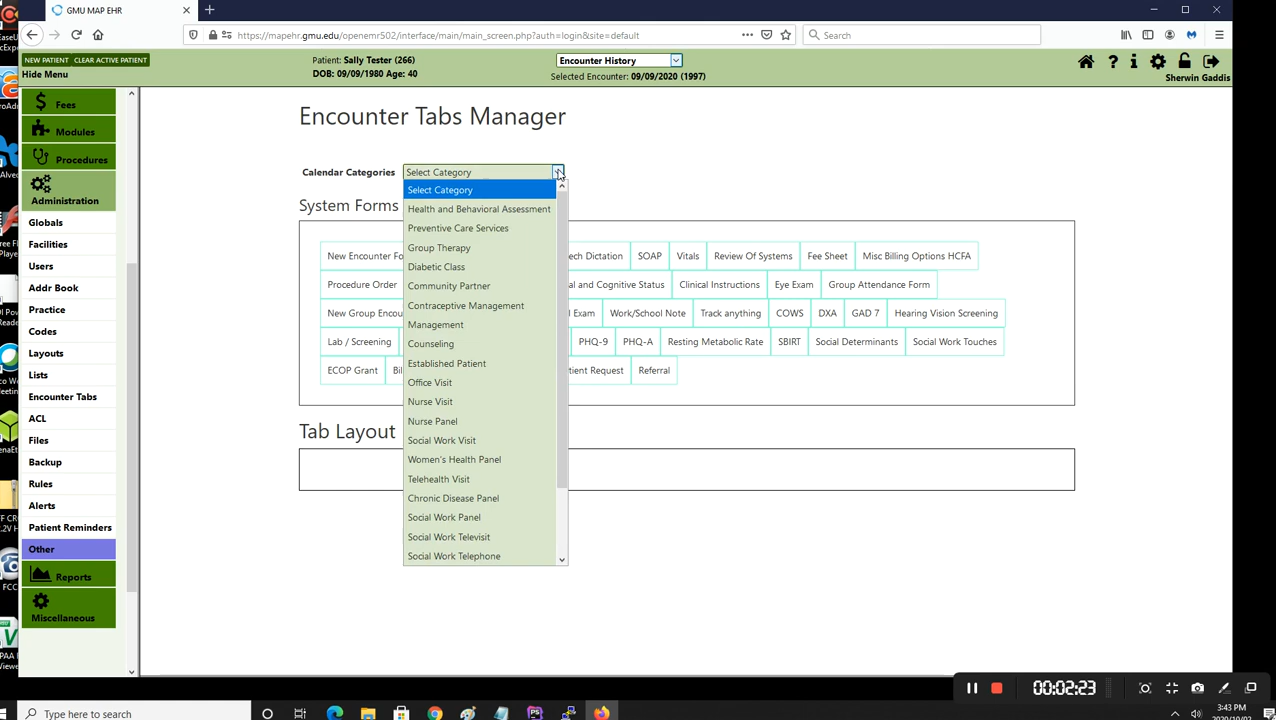 GMU MAP EHR
https://mapehr.gmu.edu/openemr502/interface/main/main_screen.php?auth=login&site=default
Search
NEW PATIENT CLEAR ACTIVE PATIENT
Hide Menu
Patient: Sally Tester (266)
DOB: 09/09/1980 Age: 40
Encounter History
Selected Encounter: 09/09/2020 (1997)
Sherwin Gaddis
Fees
Modules
Procedures
Administration
Globals
Facilities
Users
Addr Book
Practice
Codes
Layouts
Lists
Encounter Tabs
ACL
Files
Backup
Rules
Alerts
Patient Reminders
Other
Reports
Miscellaneous
Encounter Tabs Manager
Calendar Categories Select Category
Select Category
Health and Behavioral Assessment
Preventive Care Services
Group Therapy
Diabetic Class
Community Partner
Contraceptive Management
Management
Counseling
Established Patient
Office Visit
Nurse Visit
Nurse Panel
Social Work Visit
Women's Health Panel
Telehealth Visit
Chronic Disease Panel
Social Work Panel
Social Work Televisit
Social Work Telephone
System Forms
New Encounter Fo ech Dictation SOAP Vitals Review Of Systems Fee Sheet Misc Billing Options HCFA
Procedure Order al and Cognitive Status Clinical Instructions Eye Exam Group Attendance Form
New Group Encou l Exam Work/School Note Track anything COWS DXA GAD 7 Hearing Vision Screening
Lab / Screening PHQ-9 PHQ-A Resting Metabolic Rate SBIRT Social Determinants Social Work Touches
ECOP Grant Bil tient Request Referral
Tab Layout
00:02:23
Type here to search
3:43 PM
2020/10/02